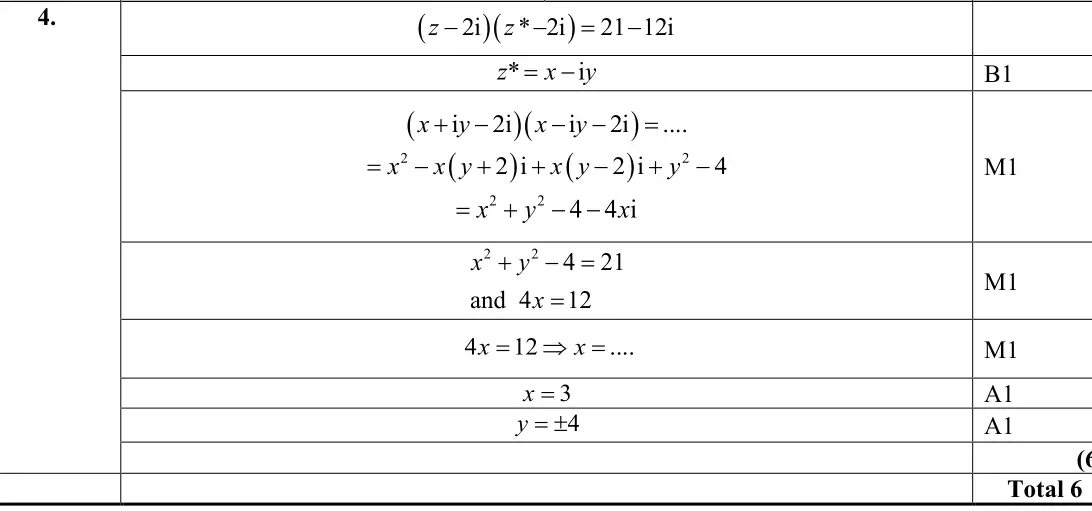 4.
(z − 2i)(z* −2i) = 21−12i
z* = x − iy
B1
(x + iy − 2i)(x − iy − 2i) = ....
= x² − x(y + 2)i + x(y − 2)i + y² − 4
= x² + y² − 4 − 4xi
M1
x² + y² − 4 = 21
and 4x = 12
M1
4x = 12 ⇒ x = ....
M1
x = 3
A1
y = ±4
A1
(6
Total 6